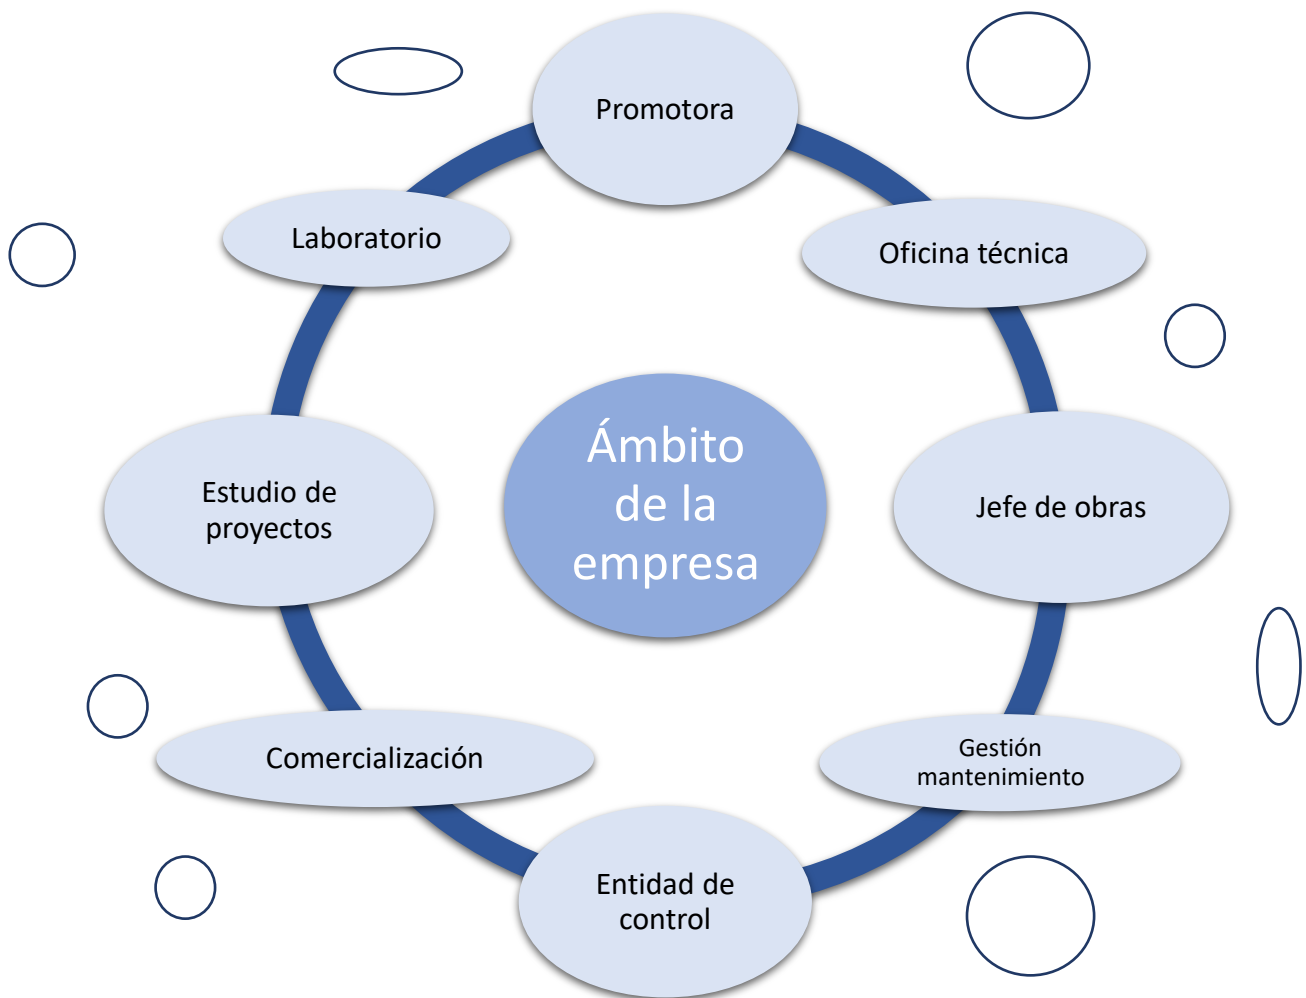 Promotora
Laboratorio
Oficina técnica
Ámbito
de la
empresa
Estudio de
proyectos
Jefe de obras
Comercialización
Gestión
mantenimiento
Entidad de
control